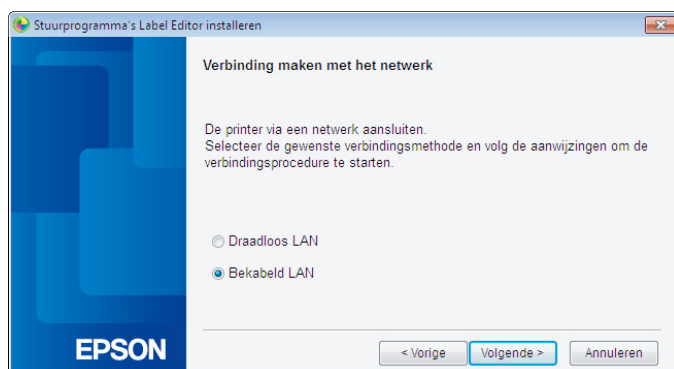 Stuurprogramma's Label Editor installeren
Verbinding maken met het netwerk
De printer via een netwerk aansluiten.
Selecteer de gewenste verbindingsmethode en volg de aanwijzingen om de
verbindingsprocedure te starten.
Draadloos LAN
Bekabeld LAN
EPSON
< Vorige
Volgende >
Annuleren